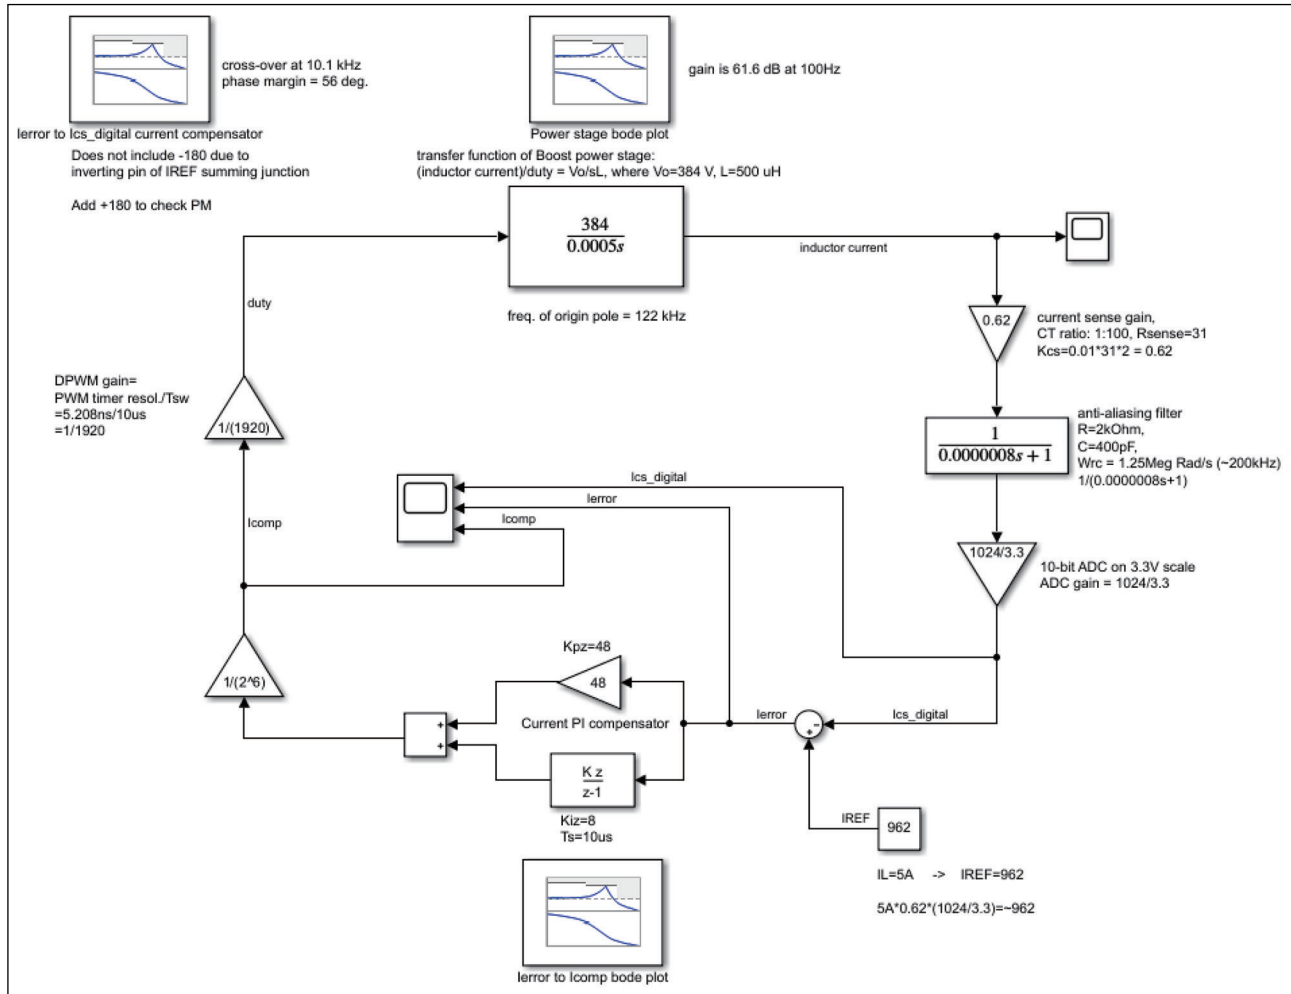 cross-over at 10.1 kHz
phase margin = 56 deg.
gain is 61.6 dB at 100Hz
Ierror to Ics_digital current compensator
Does not include -180 due to
inverting pin of IREF summing junction
Add +180 to check PM
Power stage bode plot
transfer function of Boost power stage:
(inductor current)/duty = Vo/sL, where Vo=384 V, L=500 uH
384
0.0005s
inductor current
freq. of origin pole = 122 kHz
duty
0.62
current sense gain,
CT ratio: 1:100, Rsense=31
Kcs=0.01*31*2 = 0.62
DPWM gain=
PWM timer resol./Tsw
=5.208ns/10us
=1/1920
1/(1920)
1
0.0000008s + 1
anti-aliasing filter
R=2kOhm,
C=400pF,
Wrc = 1.25Meg Rad/s (~200kHz)
1/(0.0000008s+1)
Ics_digital
Ierror
Icomp
Icomp
1024/3.3
10-bit ADC on 3.3V scale
ADC gain = 1024/3.3
1/(2^6)
Kpz=48
48
Current PI compensator
Ierror
Ics_digital
-
+
+
+
K z
z-1
Kiz=8
Ts=10us
IREF
962
IL=5A -> IREF=962
5A*0.62*(1024/3.3)=~962
Ierror to Icomp bode plot